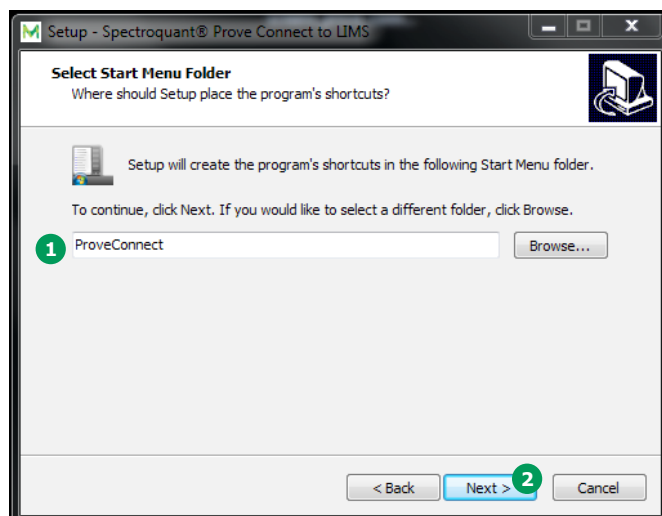 Setup - Spectroquant® Prove Connect to LIMS
Select Start Menu Folder
Where should Setup place the program's shortcuts?
Setup will create the program's shortcuts in the following Start Menu folder.
To continue, click Next. If you would like to select a different folder, click Browse.
1 ProveConnect Browse...
< Back Next > 2 Cancel